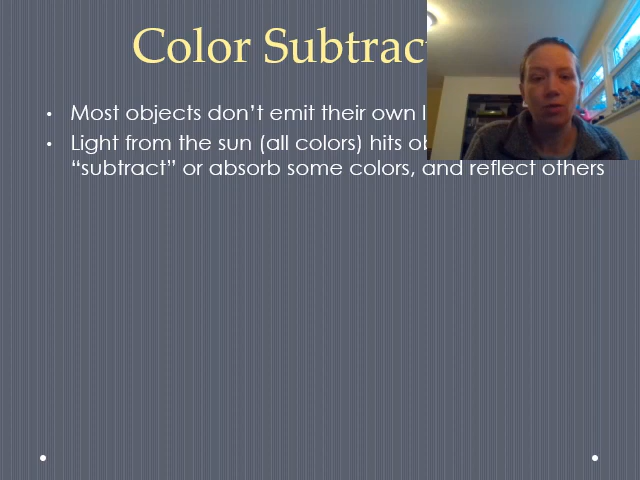 Color Subtrac
• Most objects don’t emit their own
• Light from the sun (all colors) hits
“subtract” or absorb some colors, and reflect others